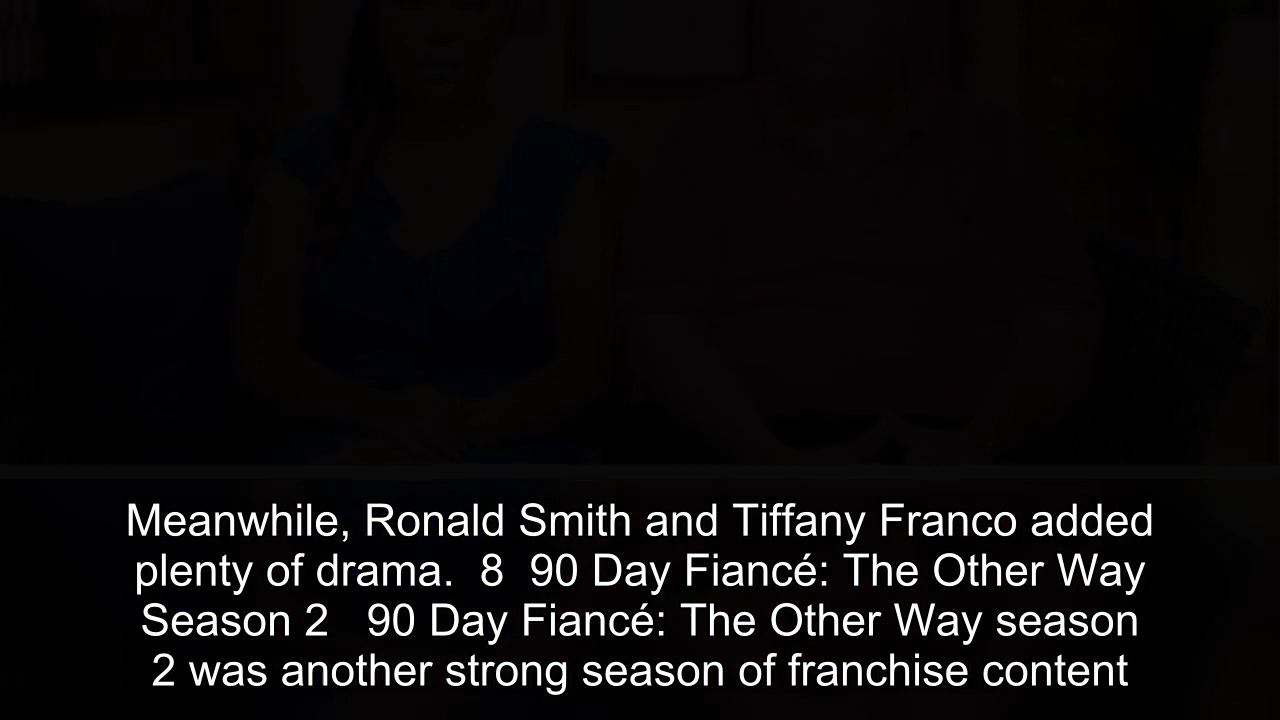 Meanwhile, Ronald Smith and Tiffany Franco added
plenty of drama.  8  90 Day Fiancé: The Other Way
Season 2   90 Day Fiancé: The Other Way season
2 was another strong season of franchise content